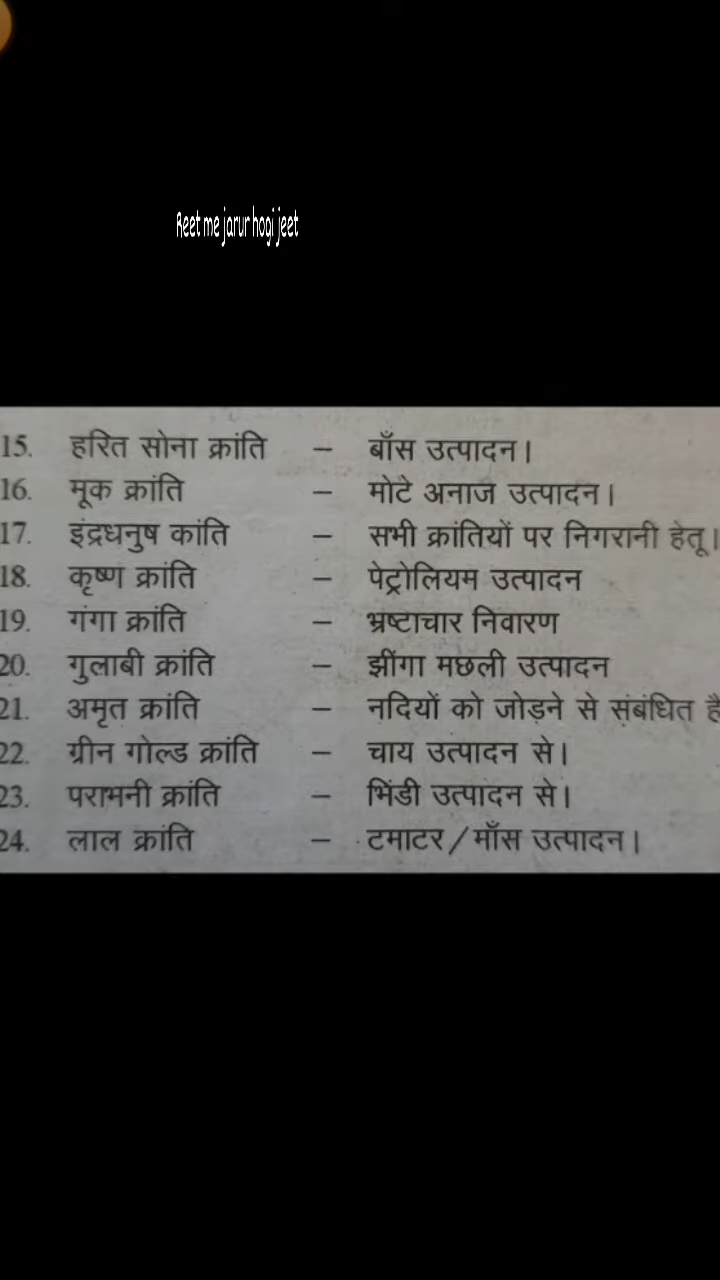 Reet me jarur hogi jeet
15. हरित सोना क्रांति – बाँस उत्पादन।
16. मूक क्रांति – मोटे अनाज उत्पादन।
17. इंद्रधनुष कांति – सभी क्रांतियों पर निगरानी हेतू।
18. कृष्ण क्रांति – पेट्रोलियम उत्पादन
19. गंगा क्रांति – भ्रष्टाचार निवारण
20. गुलाबी क्रांति – झींगा मछली उत्पादन
21. अमृत क्रांति – नदियों को जोड़ने से संबंधित है
22. ग्रीन गोल्ड क्रांति – चाय उत्पादन से।
23. परामनी क्रांति – भिंडी उत्पादन से।
24. लाल क्रांति – टमाटर/माँस उत्पादन।